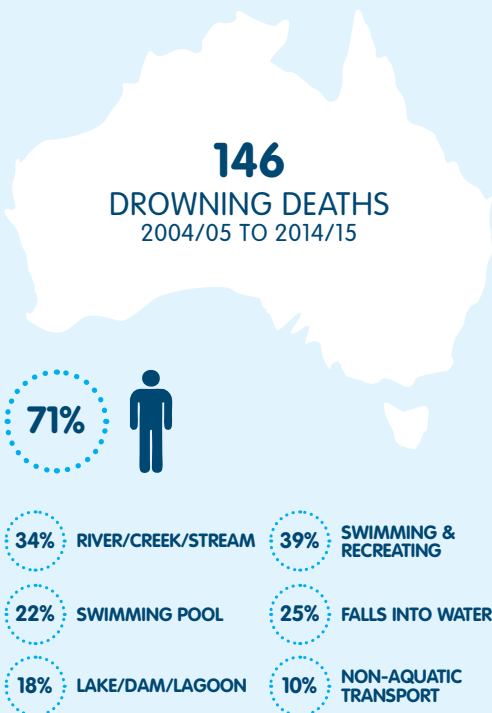 146
DROWNING DEATHS
2004/05 TO 2014/15
71%
34% RIVER/CREEK/STREAM
39% SWIMMING &
RECREATING
22% SWIMMING POOL
25% FALLS INTO WATER
18% LAKE/DAM/LAGOON
10% NON-AQUATIC
TRANSPORT